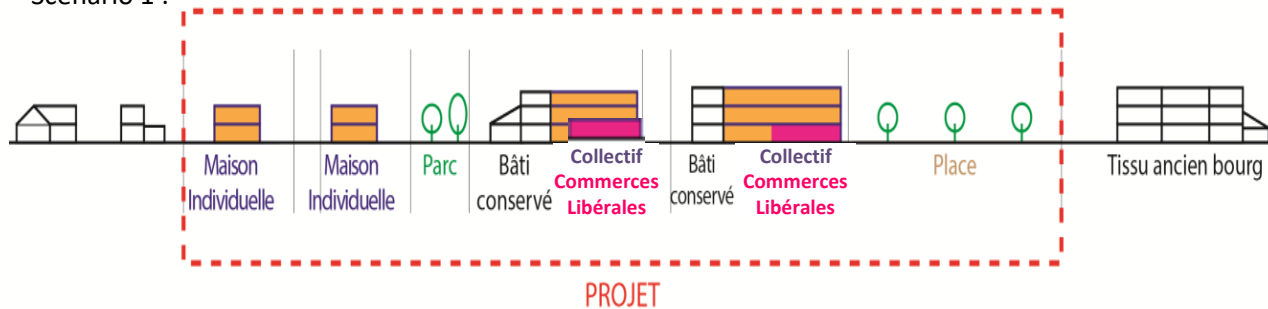 Scénario 1 :
Maison
Individuelle
Maison
Individuelle
Parc
Bâti
conservé
Collectif
Commerces
Libérales
Bâti
conservé
Collectif
Commerces
Libérales
Place
Tissu ancien bourg
PROJET